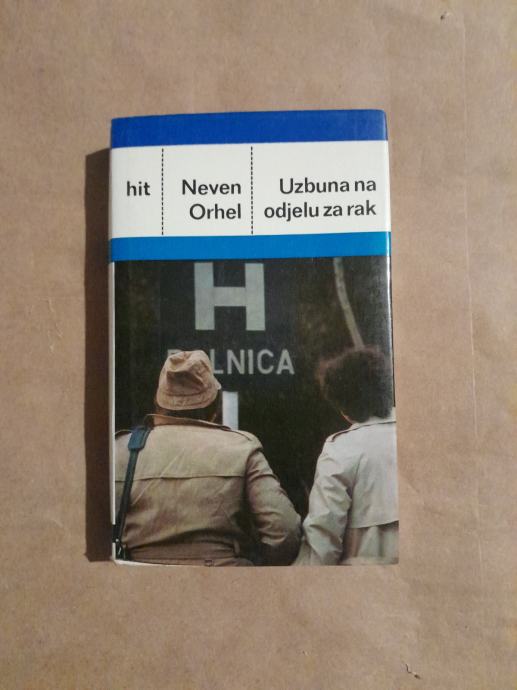 hit
Neven
Orhel
Uzbuna na
odjelu za rak
H
LNICA